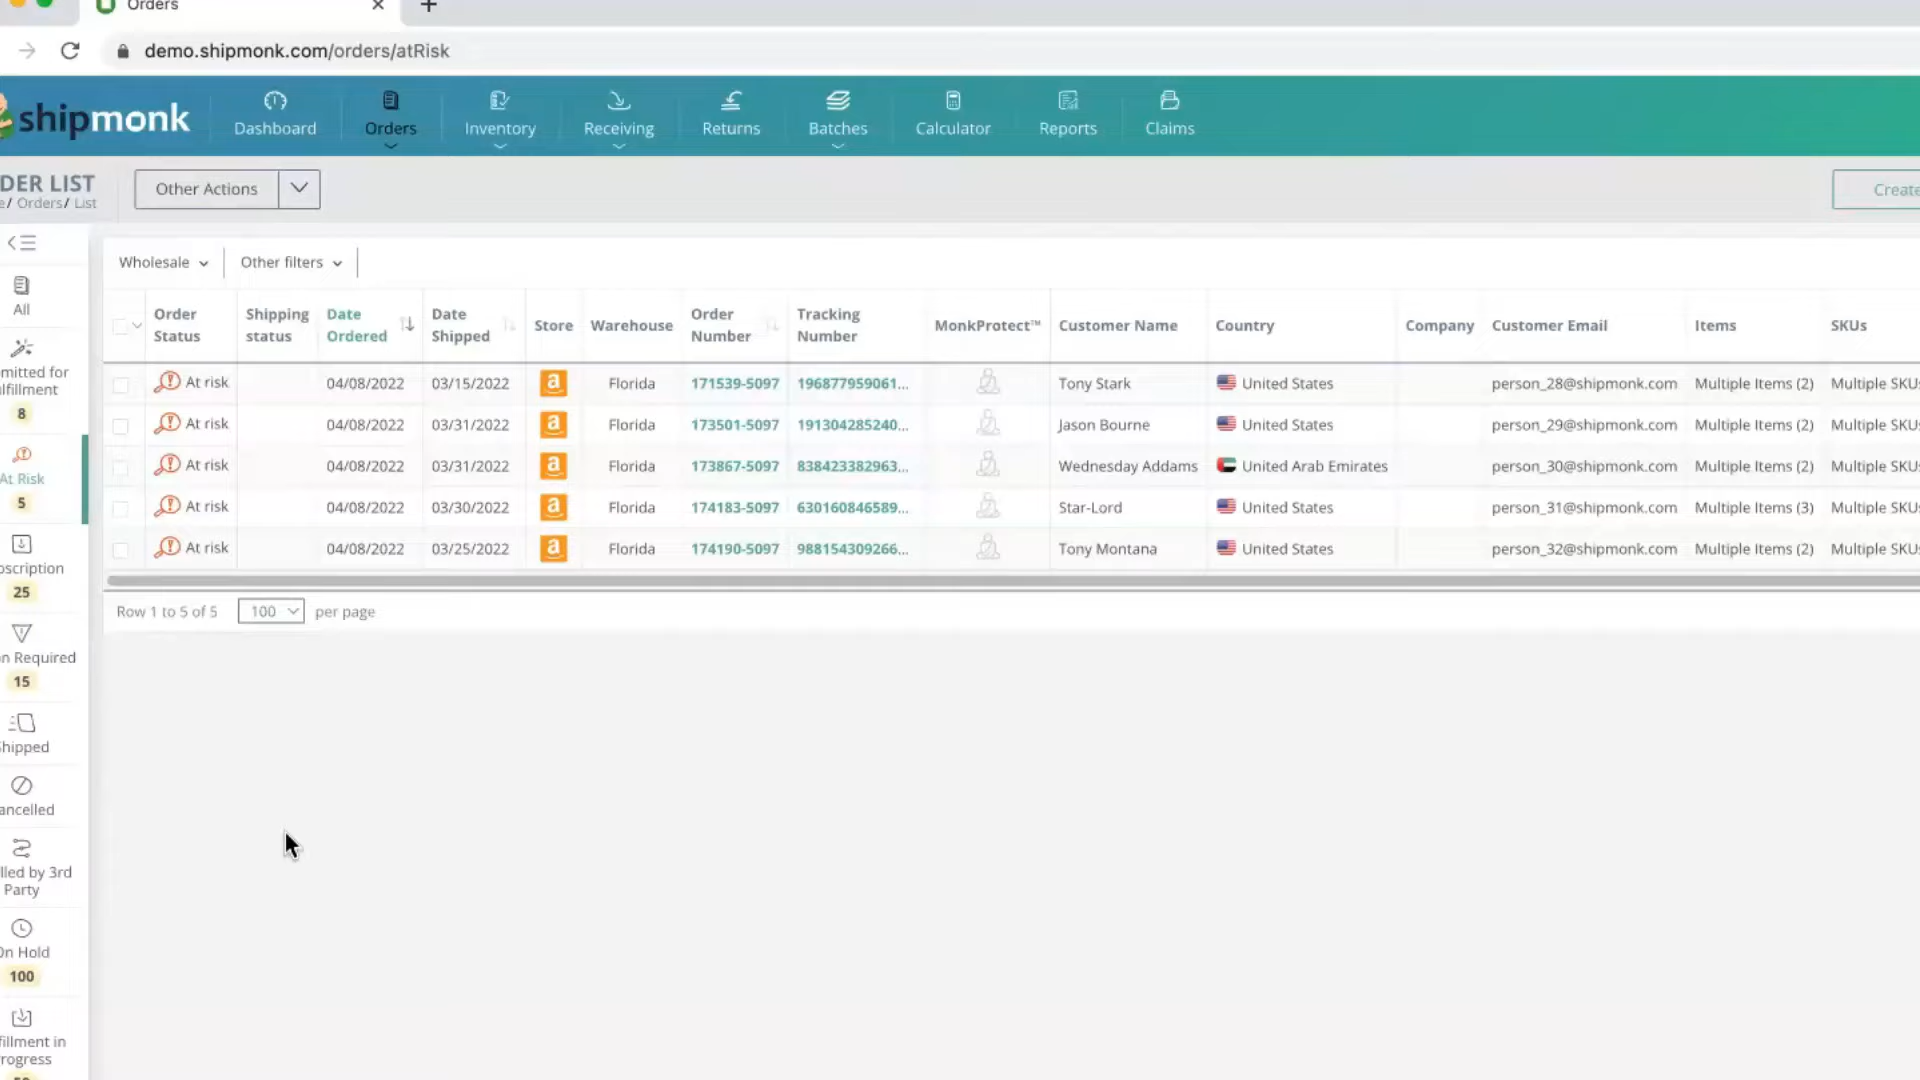 Orders
demo.shipmonk.com/orders/atRisk
shipmonk
Dashboard
Orders
Inventory
Receiving
Returns
Batches
Calculator
Reports
Claims
DER LIST
e/ Orders/ List
Other Actions
Create
Wholesale
Other filters
Order Status
Shipping status
Date Ordered
Date Shipped
Store
Warehouse
Order Number
Tracking Number
MonkProtect™
Customer Name
Country
Company
Customer Email
Items
SKUs
At risk 04/08/2022 03/15/2022 a Florida 171539-5097 196877959061... Tony Stark United States person_28@shipmonk.com Multiple Items (2) Multiple SKUs
At risk 04/08/2022 03/31/2022 a Florida 173501-5097 191304285240... Jason Bourne United States person_29@shipmonk.com Multiple Items (2) Multiple SKUs
At risk 04/08/2022 03/31/2022 a Florida 173867-5097 838423382963... Wednesday Addams United Arab Emirates person_30@shipmonk.com Multiple Items (2) Multiple SKUs
At risk 04/08/2022 03/30/2022 a Florida 174183-5097 630160846589... Star-Lord United States person_31@shipmonk.com Multiple Items (3) Multiple SKUs
At risk 04/08/2022 03/25/2022 a Florida 174190-5097 988154309266... Tony Montana United States person_32@shipmonk.com Multiple Items (2) Multiple SKUs
Row 1 to 5 of 5
100
per page
All
mitted for
lfillment
8
At Risk
5
bscription
25
n Required
15
Shipped
ancelled
lled by 3rd
Party
On Hold
100
fillment in
rogress